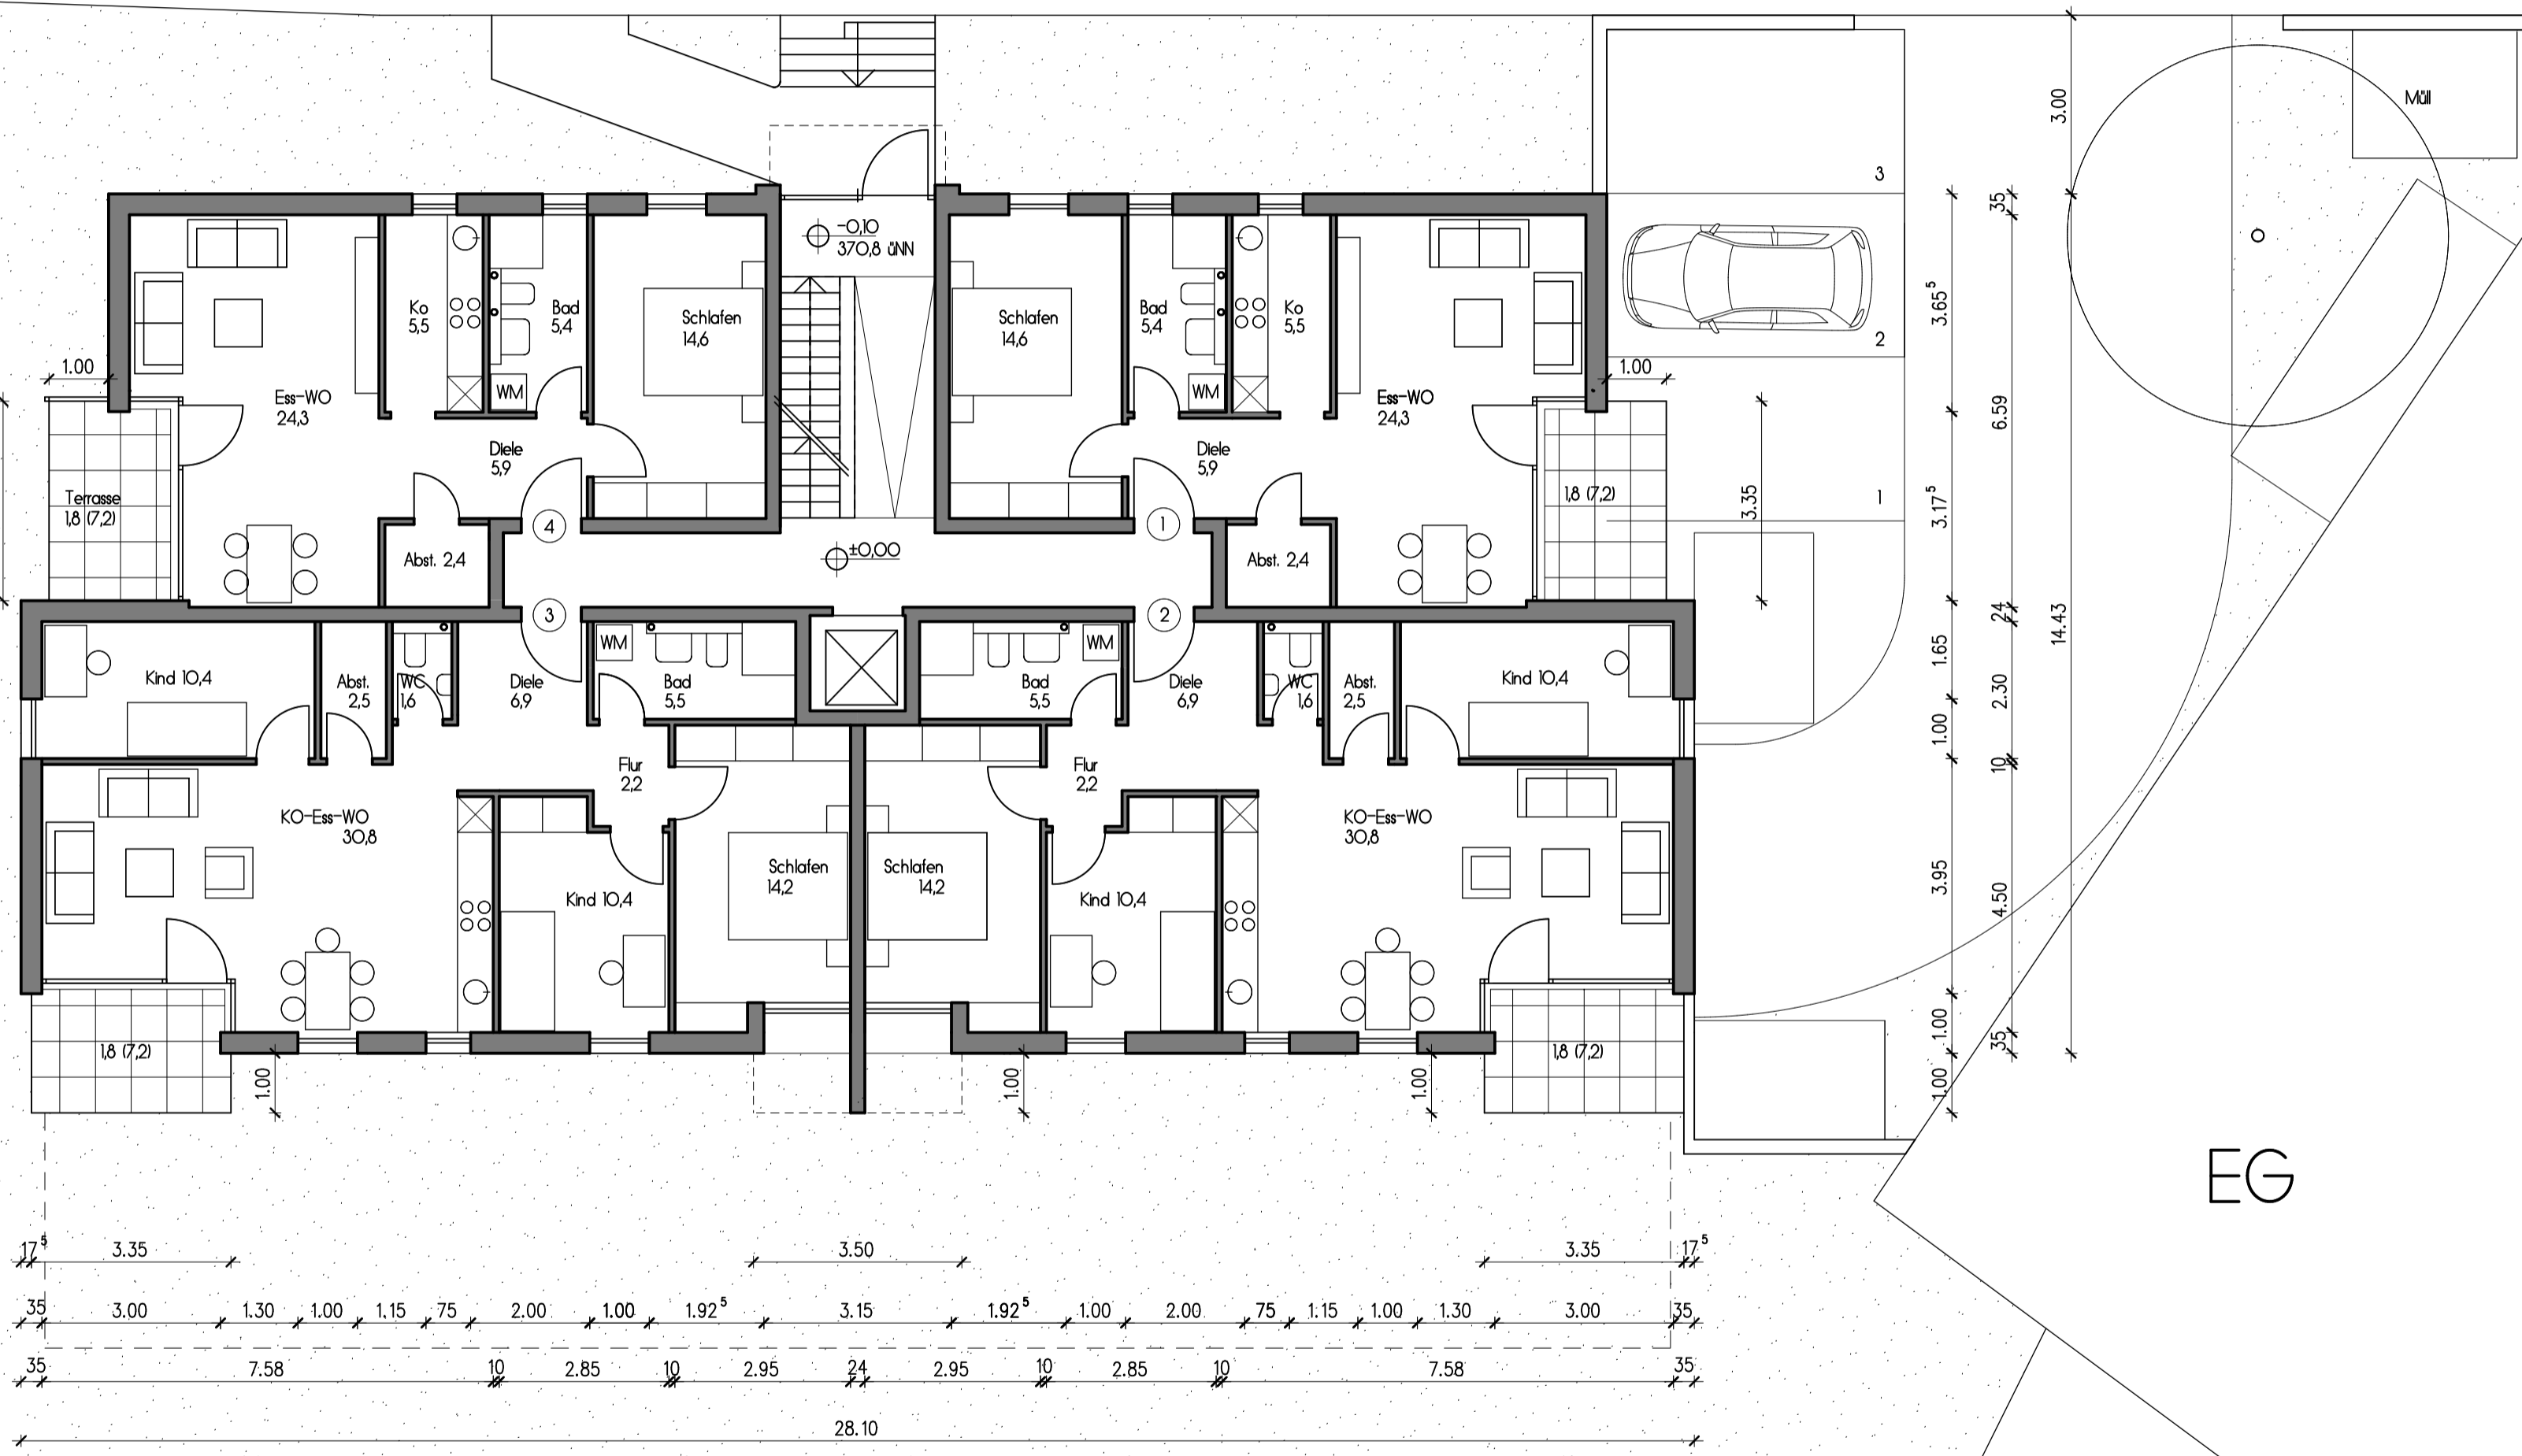 Müll
3.00
3
-0,10
370,8 üNN
35
Ko
5,5
Bad
5,4
Schlafen
14,6
Schlafen
14,6
Bad
5,4
Ko
5,5
3.65⁵
2
1.00
WM
WM
1.00
Ess-WO
24,3
Ess-WO
24,3
6.59
Diele
5,9
Diele
5,9
Terrasse
1,8 (7,2)
1,8 (7,2)
3.35
1
3.17⁵
4
1
±0,00
Abst. 2,4
Abst. 2,4
3
2
24
14.43
WM
WM
1.65
Kind 10,4
Abst.
2,5
WC
1,6
Diele
6,9
Bad
5,5
Bad
5,5
Diele
6,9
WC
1,6
Abst.
2,5
Kind 10,4
2.30
1.00
Flur
2,2
Flur
2,2
10
KO-Ess-WO
30,8
KO-Ess-WO
30,8
Schlafen
14,2
Schlafen
14,2
3.95
4.50
Kind 10,4
Kind 10,4
1.00
35
1,8 (7,2)
1,8 (7,2)
1.00
1.00
1.00
1.00
EG
17⁵
3.35
3.50
3.35
17⁵
35 3.00 1.30 1.00 1.15 75 2.00 1.00 1.92⁵ 3.15 1.92⁵ 1.00 2.00 75 1.15 1.00 1.30 3.00 35
35 7.58 10 2.85 10 2.95 24 2.95 10 2.85 10 7.58 35
28.10